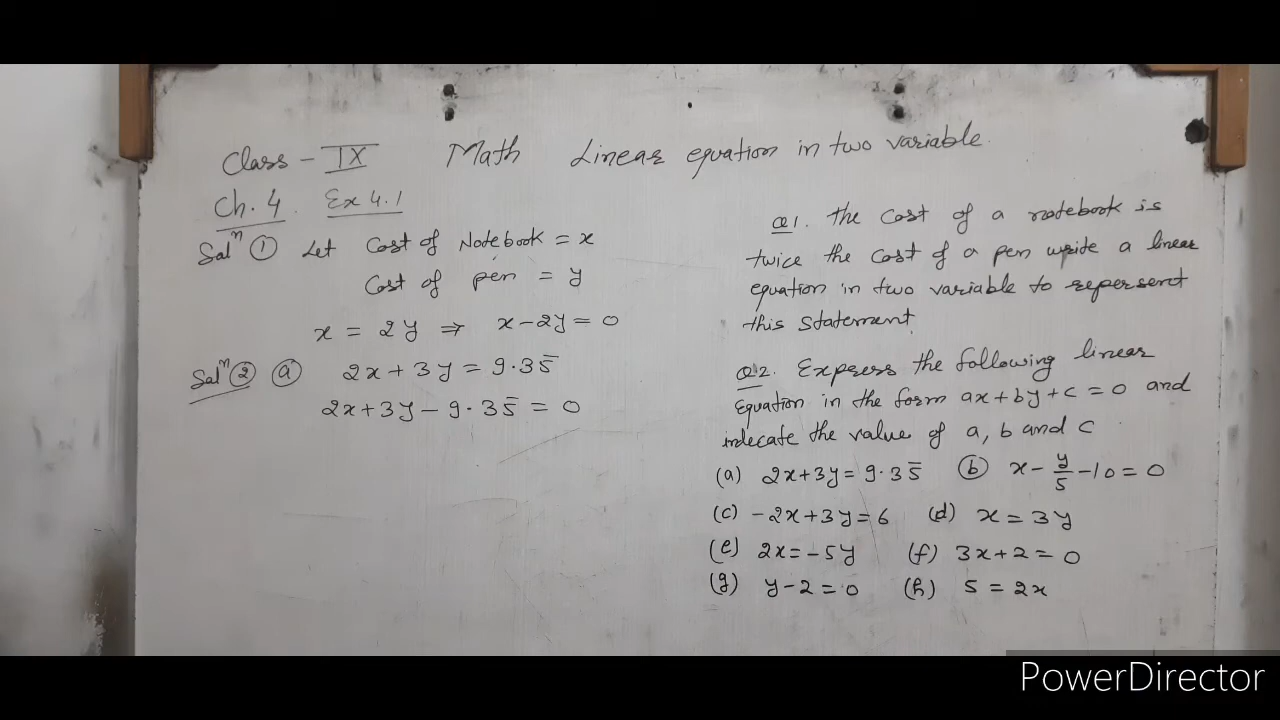 Class - IX Math Linear equation in two variable
Ch. 4 Ex 4.1
Salⁿ ① Let Cost of Notebook = x
Cost of pen = y
x = 2y ⇒ x-2y = 0
Salⁿ ② ⓐ 2x + 3y = 9.35̅
2x+3y - 9.35̅ = 0
Q1. the Cost of a notebook is
twice the cost of a pen write a linear
equation in two variable to repersent
this statement
Q2. Express the following linear
Equation in the form ax+by+c = 0 and
indecate the value of a, b and c
(a) 2x+3y = 9.35̅ ⓑ x - y/5 - 10 = 0
(c) -2x+3y = 6 (d) x = 3y
(e) 2x = -5y (f) 3x+2 = 0
(g) y-2 = 0 (h) 5 = 2x
PowerDirector